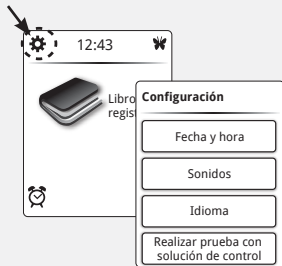 12:43
Libro
regist
Configuración
Fecha y hora
Sonidos
Idioma
Realizar prueba con
solución de control